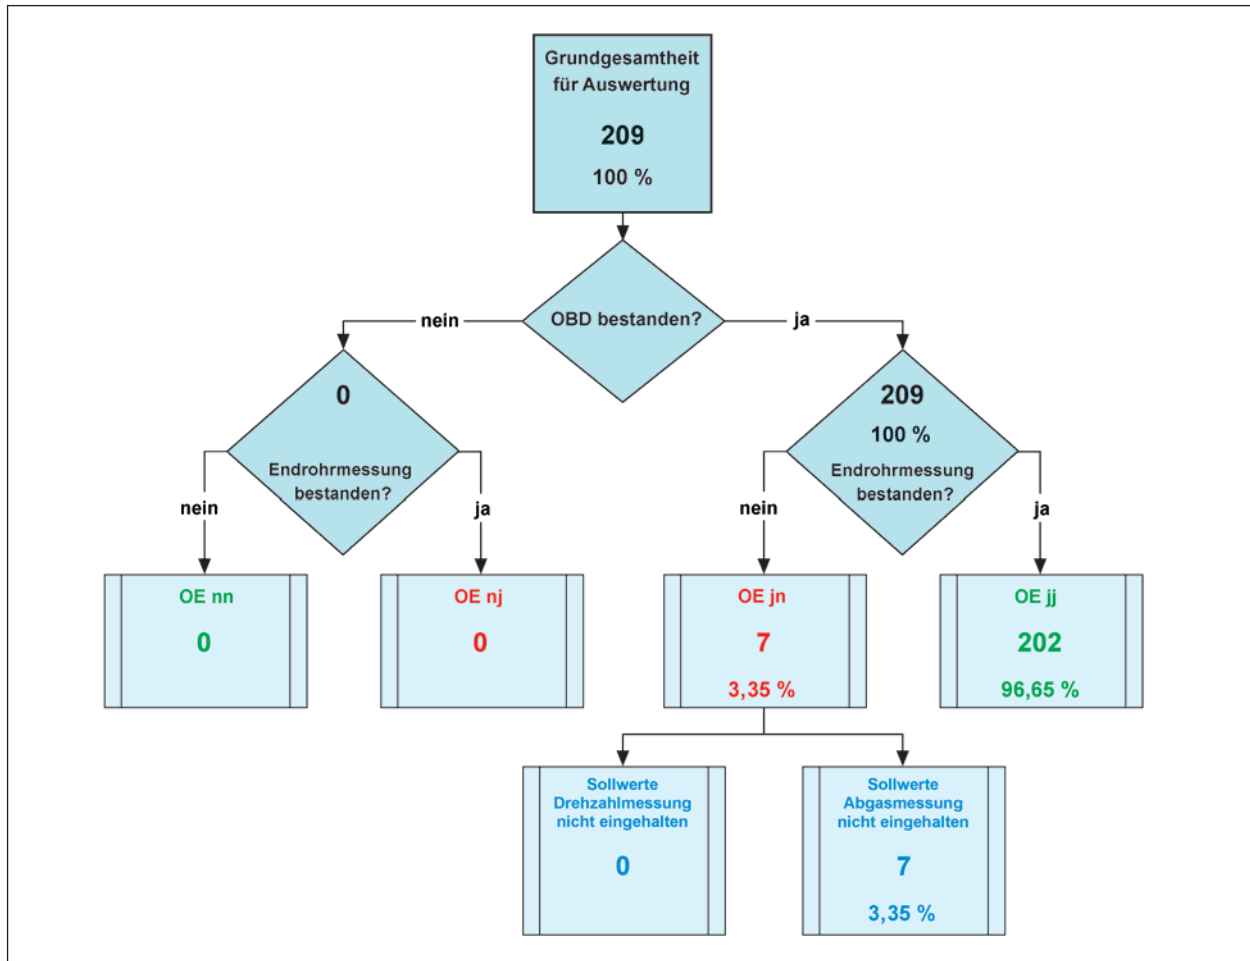 Grundgesamtheit
für Auswertung
209
100 %
OBD bestanden?
nein
ja
0
Endrohrmessung
bestanden?
209
100 %
Endrohrmessung
bestanden?
nein
ja
nein
ja
OE nn
0
OE nj
0
OE jn
7
3,35 %
OE jj
202
96,65 %
Sollwerte
Drehzahlmessung
nicht eingehalten
0
Sollwerte
Abgasmessung
nicht eingehalten
7
3,35 %